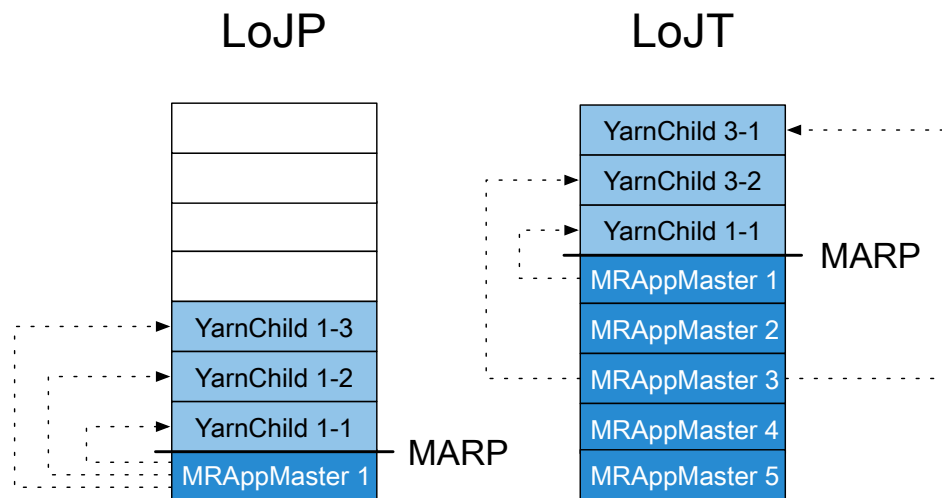 LoJP
YarnChild 1-3
YarnChild 1-2
YarnChild 1-1
MARP
MRAppMaster 1
LoJT
YarnChild 3-1
YarnChild 3-2
YarnChild 1-1
MARP
MRAppMaster 1
MRAppMaster 2
MRAppMaster 3
MRAppMaster 4
MRAppMaster 5